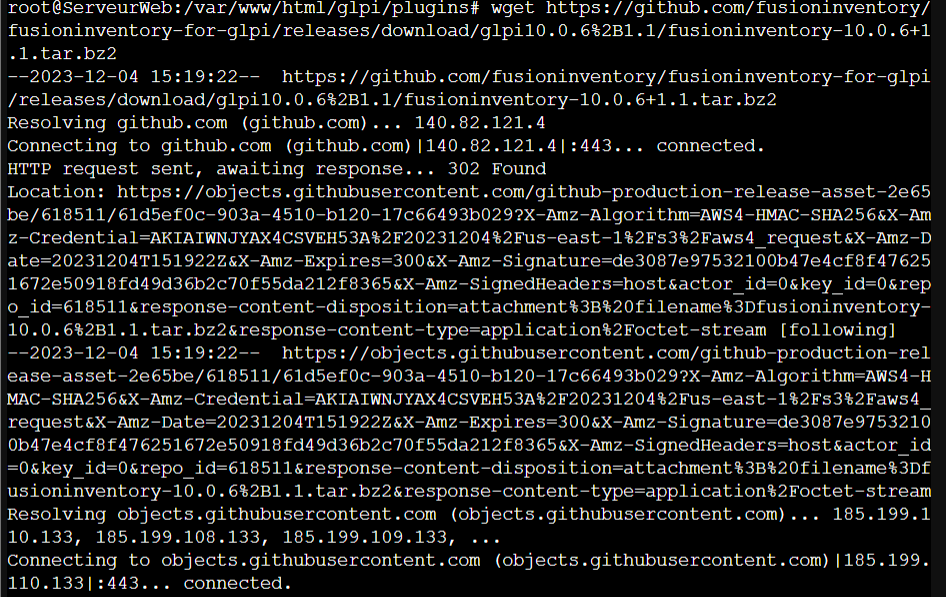 root@ServeurWeb:/var/www/html/glpi/plugins# wget https://github.com/fusioninventory/
fusioninventory-for-glpi/releases/download/glpi10.0.6%2B1.1/fusioninventory-10.0.6+1
.1.tar.bz2
--2023-12-04 15:19:22--  https://github.com/fusioninventory/fusioninventory-for-glpi
/releases/download/glpi10.0.6%2B1.1/fusioninventory-10.0.6+1.1.tar.bz2
Resolving github.com (github.com)... 140.82.121.4
Connecting to github.com (github.com)|140.82.121.4|:443... connected.
HTTP request sent, awaiting response... 302 Found
Location: https://objects.githubusercontent.com/github-production-release-asset-2e65
be/618511/61d5ef0c-903a-4510-b120-17c66493b029?X-Amz-Algorithm=AWS4-HMAC-SHA256&X-Am
z-Credential=AKIAIWNJYAX4CSVEH53A%2F20231204%2Fus-east-1%2Fs3%2Faws4_request&X-Amz-D
ate=20231204T151922Z&X-Amz-Expires=300&X-Amz-Signature=de3087e97532100b47e4cf8f47625
1672e50918fd49d36b2c70f55da212f8365&X-Amz-SignedHeaders=host&actor_id=0&key_id=0&rep
o_id=618511&response-content-disposition=attachment%3B%20filename%3Dfusioninventory-
10.0.6%2B1.1.tar.bz2&response-content-type=application%2Foctet-stream [following]
--2023-12-04 15:19:22--  https://objects.githubusercontent.com/github-production-rel
ease-asset-2e65be/618511/61d5ef0c-903a-4510-b120-17c66493b029?X-Amz-Algorithm=AWS4-H
MAC-SHA256&X-Amz-Credential=AKIAIWNJYAX4CSVEH53A%2F20231204%2Fus-east-1%2Fs3%2Faws4_
request&X-Amz-Date=20231204T151922Z&X-Amz-Expires=300&X-Amz-Signature=de3087e9753210
0b47e4cf8f476251672e50918fd49d36b2c70f55da212f8365&X-Amz-SignedHeaders=host&actor_id
=0&key_id=0&repo_id=618511&response-content-disposition=attachment%3B%20filename%3Df
usioninventory-10.0.6%2B1.1.tar.bz2&response-content-type=application%2Foctet-stream
Resolving objects.githubusercontent.com (objects.githubusercontent.com)... 185.199.1
10.133, 185.199.108.133, 185.199.109.133, ...
Connecting to objects.githubusercontent.com (objects.githubusercontent.com)|185.199.
110.133|:443... connected.